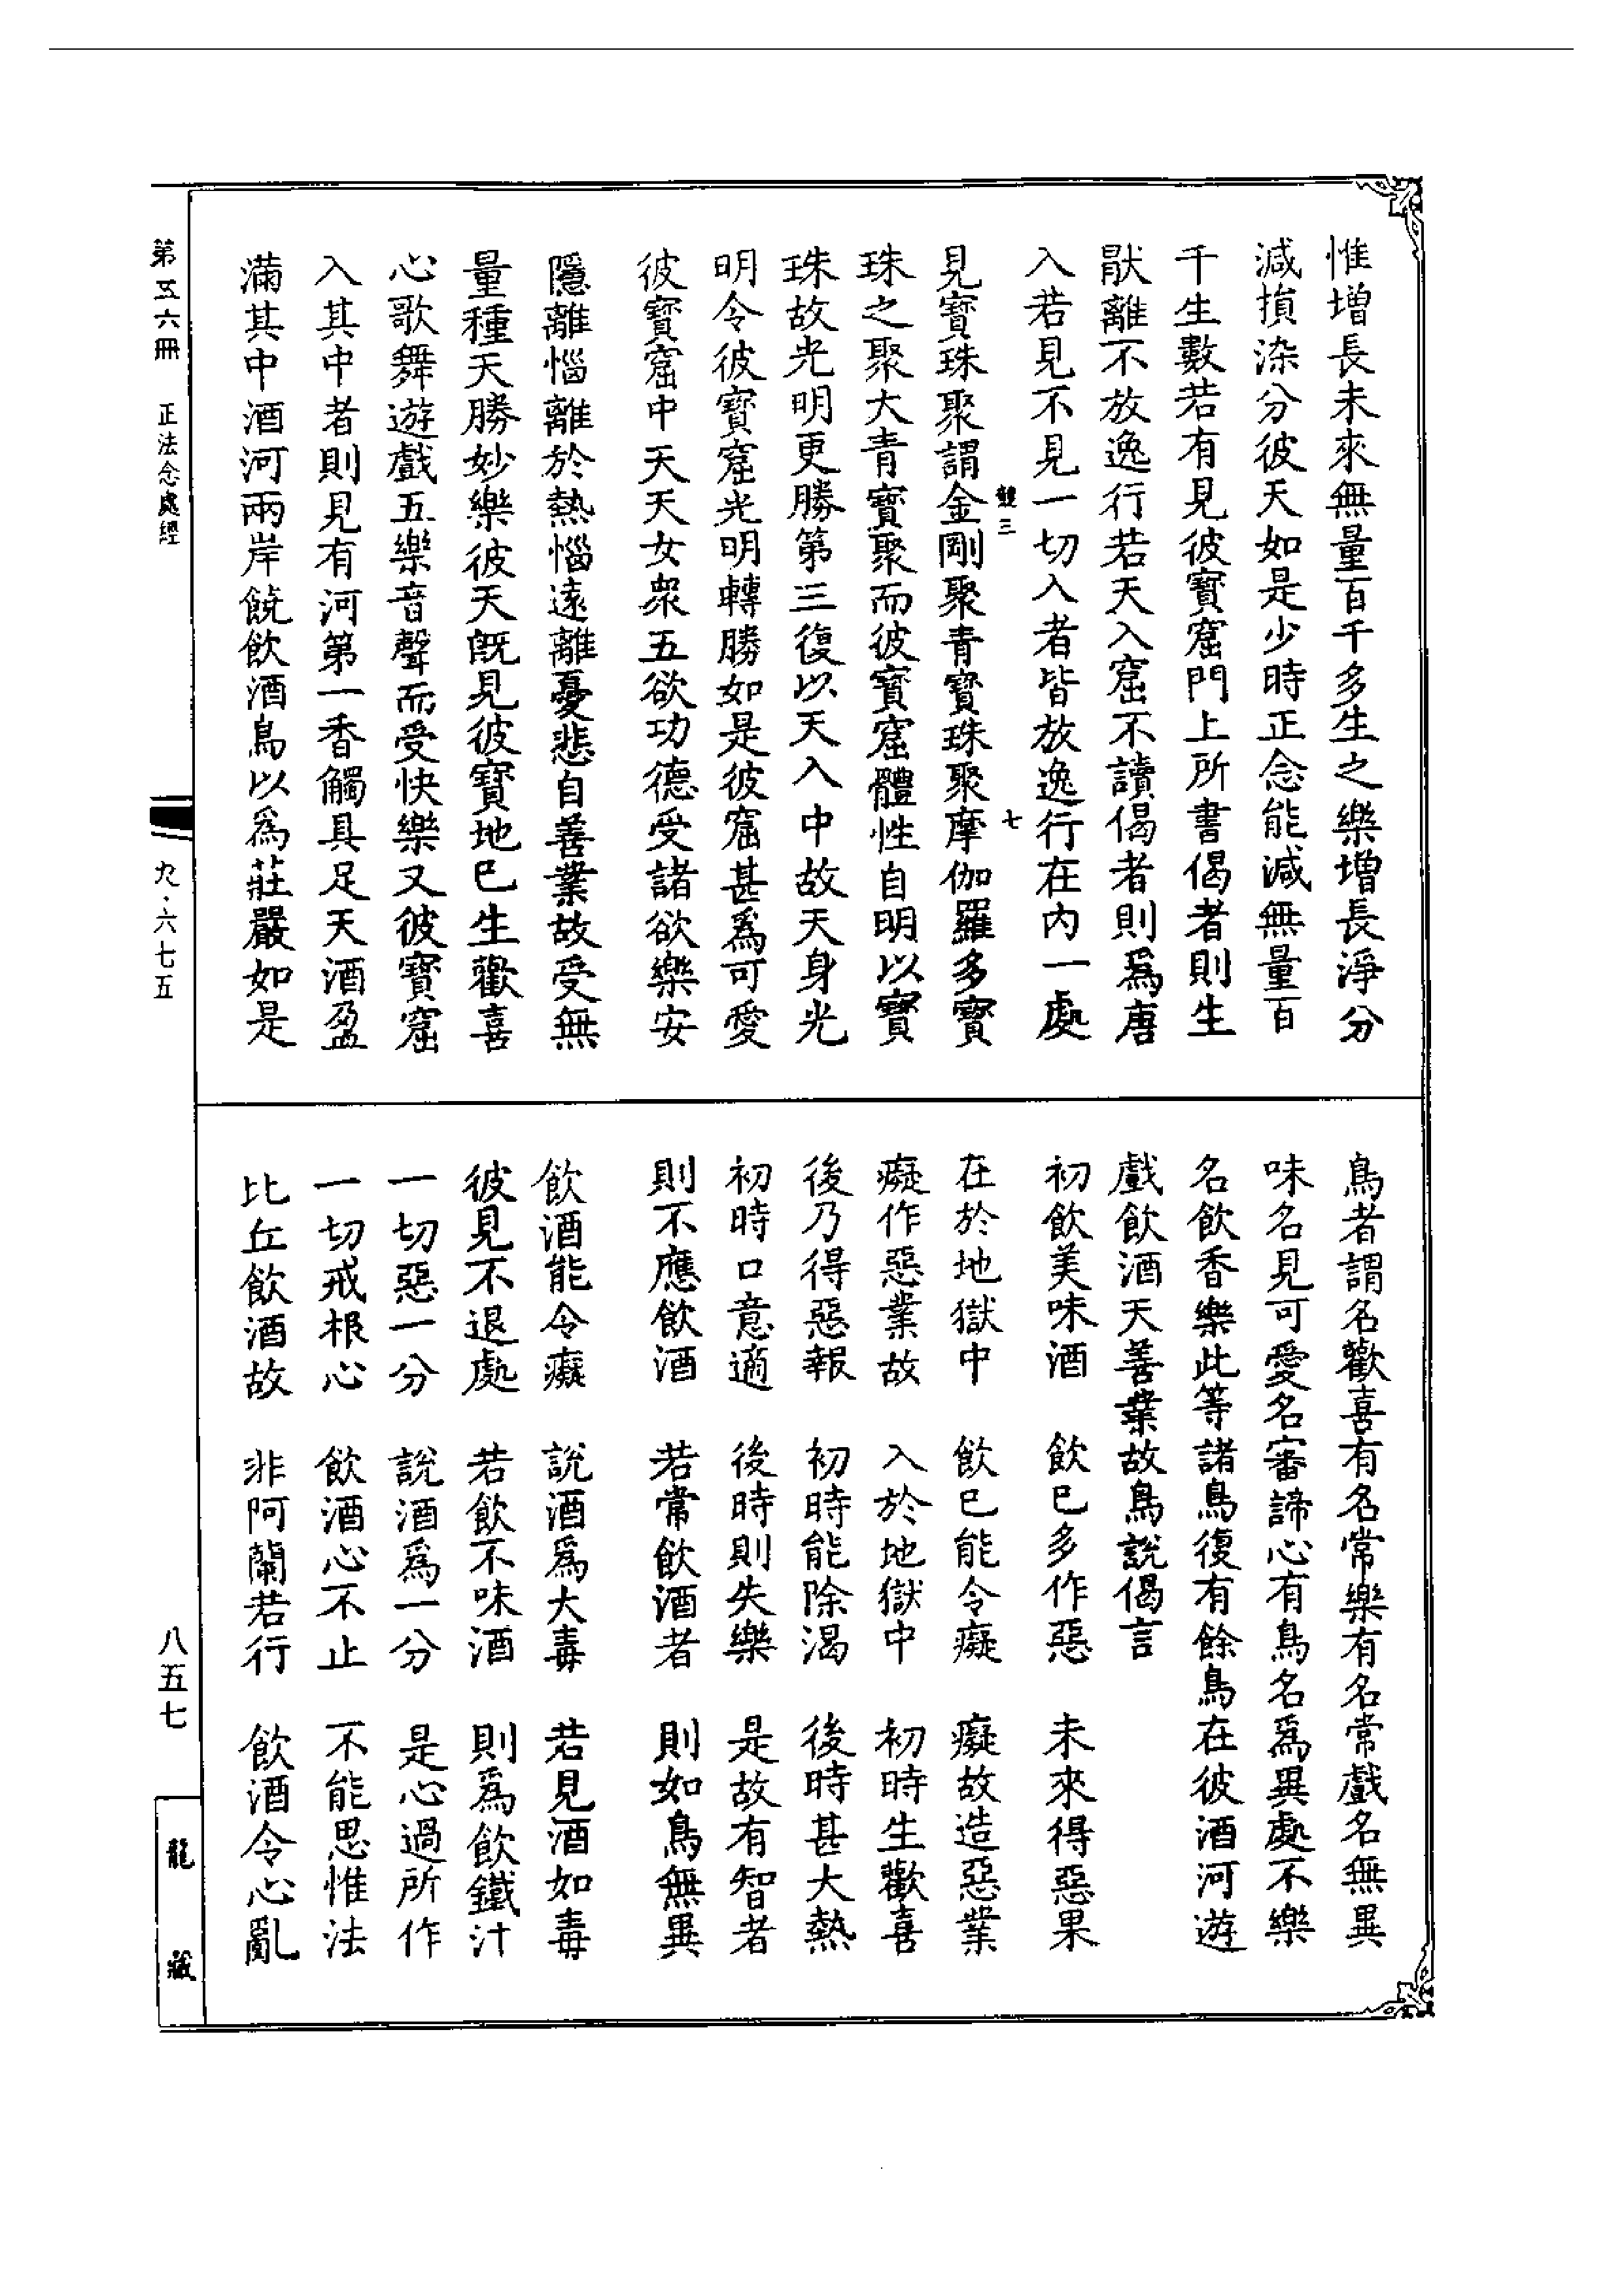 惟增長未來無量百千多生之樂增長淨分
減損染分彼天如是少時正念能減無量百
千生數若有見彼寶窟門上所書偈者則生
猒離不放逸行若天入窟不讀偈者則為唐
入若見不見一切入者皆放逸行在内一處
雙三 七
見寶珠聚謂金剛聚青寶珠聚摩伽羅多寶
珠之聚大青寶聚而彼寶窟體性自明以寶
珠故光明更勝第三復以天入中故天身光
明令彼寶窟光明轉勝如是彼窟甚為可愛
彼寶窟中天天女眾五欲功德受諸欲樂安
隱離惱離於熱惱遠離憂悲自善業故受無
量種天勝妙樂彼天既見彼寶地已生歡喜
心歌舞遊戲五樂音聲而受快樂又彼寶窟
入其中者則見有河第一香觸具足天酒盈
滿其中酒河兩岸饒飲酒鳥以為莊嚴如是
鳥者謂名歡喜有名常樂有名常戲名無異
味名見可愛名審諦心有鳥名為異處不樂
名飲香樂此等諸鳥復有餘鳥在彼酒河遊
戲飲酒天善業故鳥說偈言
初飲美味酒 飲已多作惡 未來得惡果
在於地獄中 飲已能令癡 癡故造惡業
癡作惡業故 入於地獄中 初時生歡喜
後乃得惡報 初時能除渴 後時甚大熱
初時口意適 後時則失樂 是故有智者
則不應飲酒 若常飲酒者 則如鳥無異
飲酒能令癡 說酒為大毒 若見酒如毒
彼見不退處 若飲不味酒 則為飲鐵汁
一切惡一分 說酒為一分 是心過所作
一切戒根心 飲酒心不止 不能思惟法
比丘飲酒故 非阿蘭若行 飲酒令心亂
第五六冊 正法念處經
九·六七五
八五七
龍藏